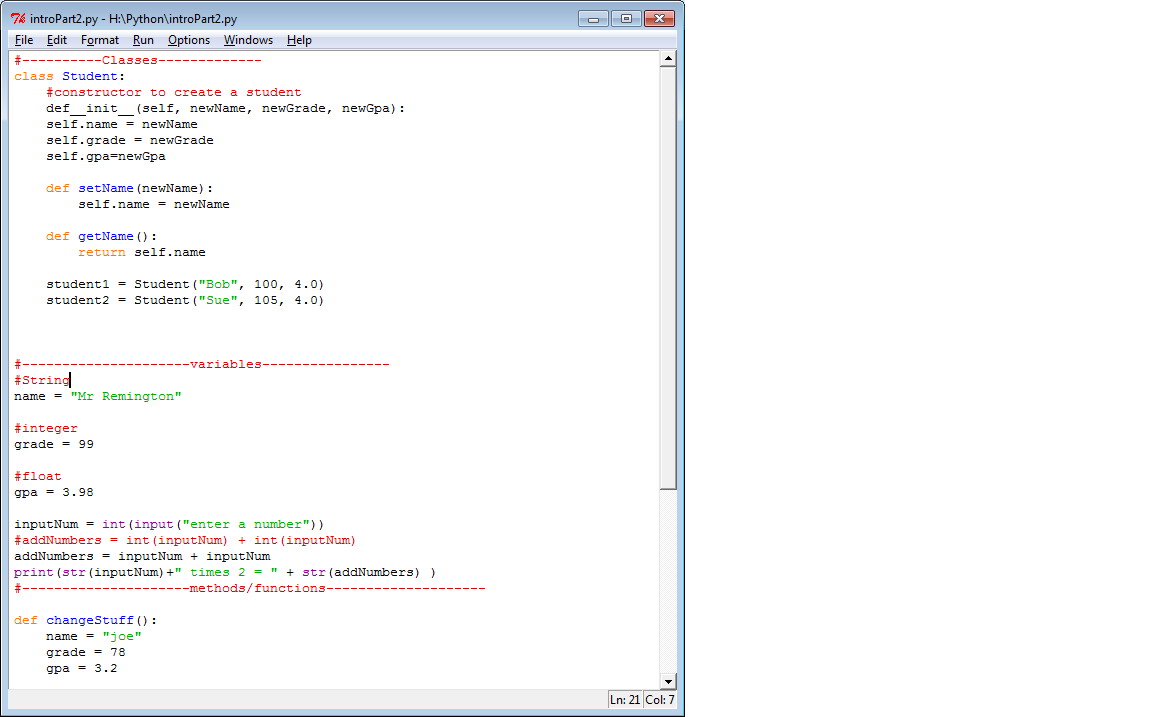 introPart2.py - H:\Python\introPart2.py
File Edit Format Run Options Windows Help
#----------Classes-------------
class Student:
    #constructor to create a student
    def__init__(self, newName, newGrade, newGpa):
    self.name = newName
    self.grade = newGrade
    self.gpa=newGpa
    def setName(newName):
        self.name = newName
    def getName():
        return self.name
    student1 = Student("Bob", 100, 4.0)
    student2 = Student("Sue", 105, 4.0)
#---------------------variables----------------
#String
name = "Mr Remington"
#integer
grade = 99
#float
gpa = 3.98
inputNum = int(input("enter a number"))
#addNumbers = int(inputNum) + int(inputNum)
addNumbers = inputNum + inputNum
print(str(inputNum)+" times 2 = " + str(addNumbers) )
#---------------------methods/functions--------------------
def changeStuff():
    name = "joe"
    grade = 78
    gpa = 3.2
Ln: 21 Col: 7